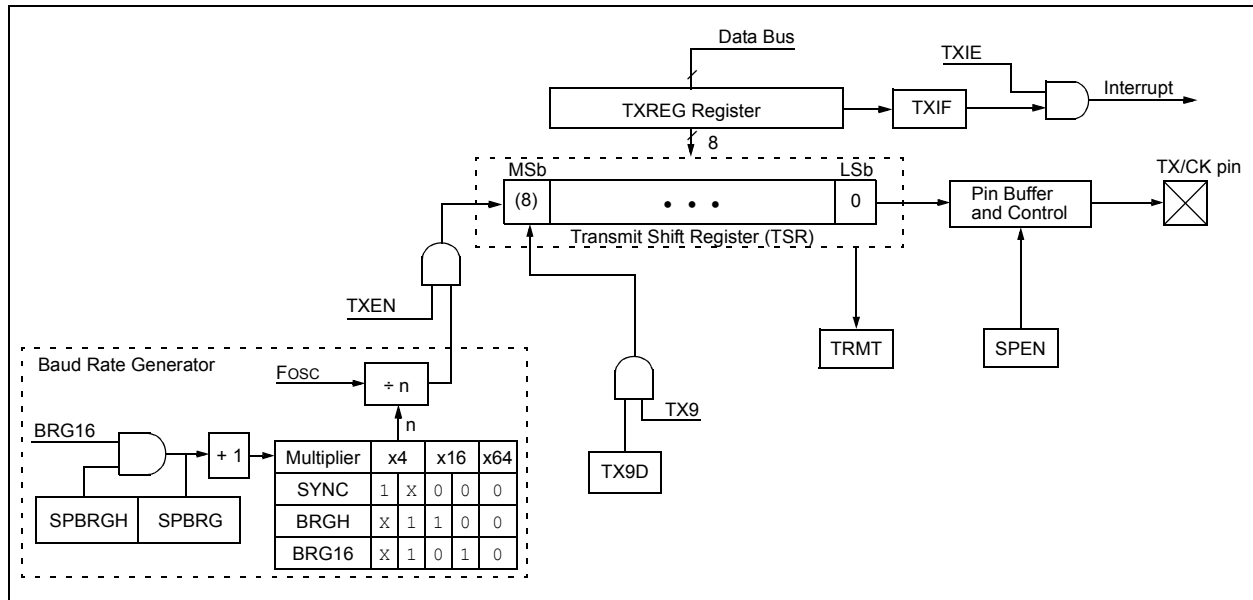 Data Bus
TXIE
Interrupt
TXREG Register
TXIF
8
MSb
LSb
(8)
• • •
0
Transmit Shift Register (TSR)
Pin Buffer
and Control
TX/CK pin
TXEN
TRMT
SPEN
Baud Rate Generator
FOSC
÷ n
n
TX9
TX9D
BRG16
+ 1
SPBRGH SPBRG
Multiplier x4 x16 x64
SYNC 1 X 0 0 0
BRGH X 1 1 0 0
BRG16 X 1 0 1 0